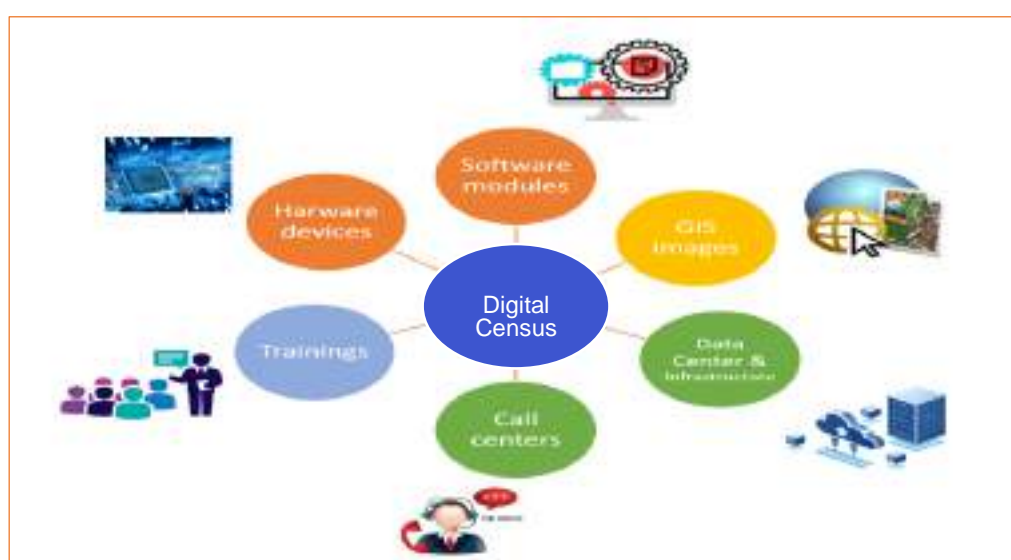 Software
modules
Harware
devices
GIS
images
Digital
Census
Trainings
Data
Center &
Infrastructure
Call
centers